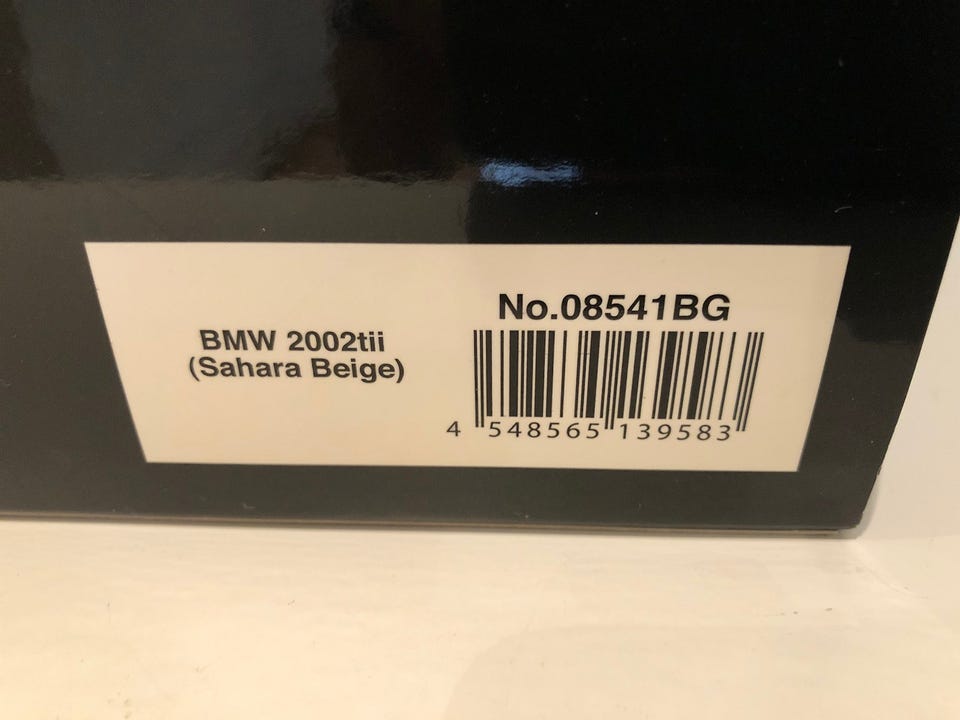 BMW 2002tii
(Sahara Beige)
No.08541BG
4 548565 139583